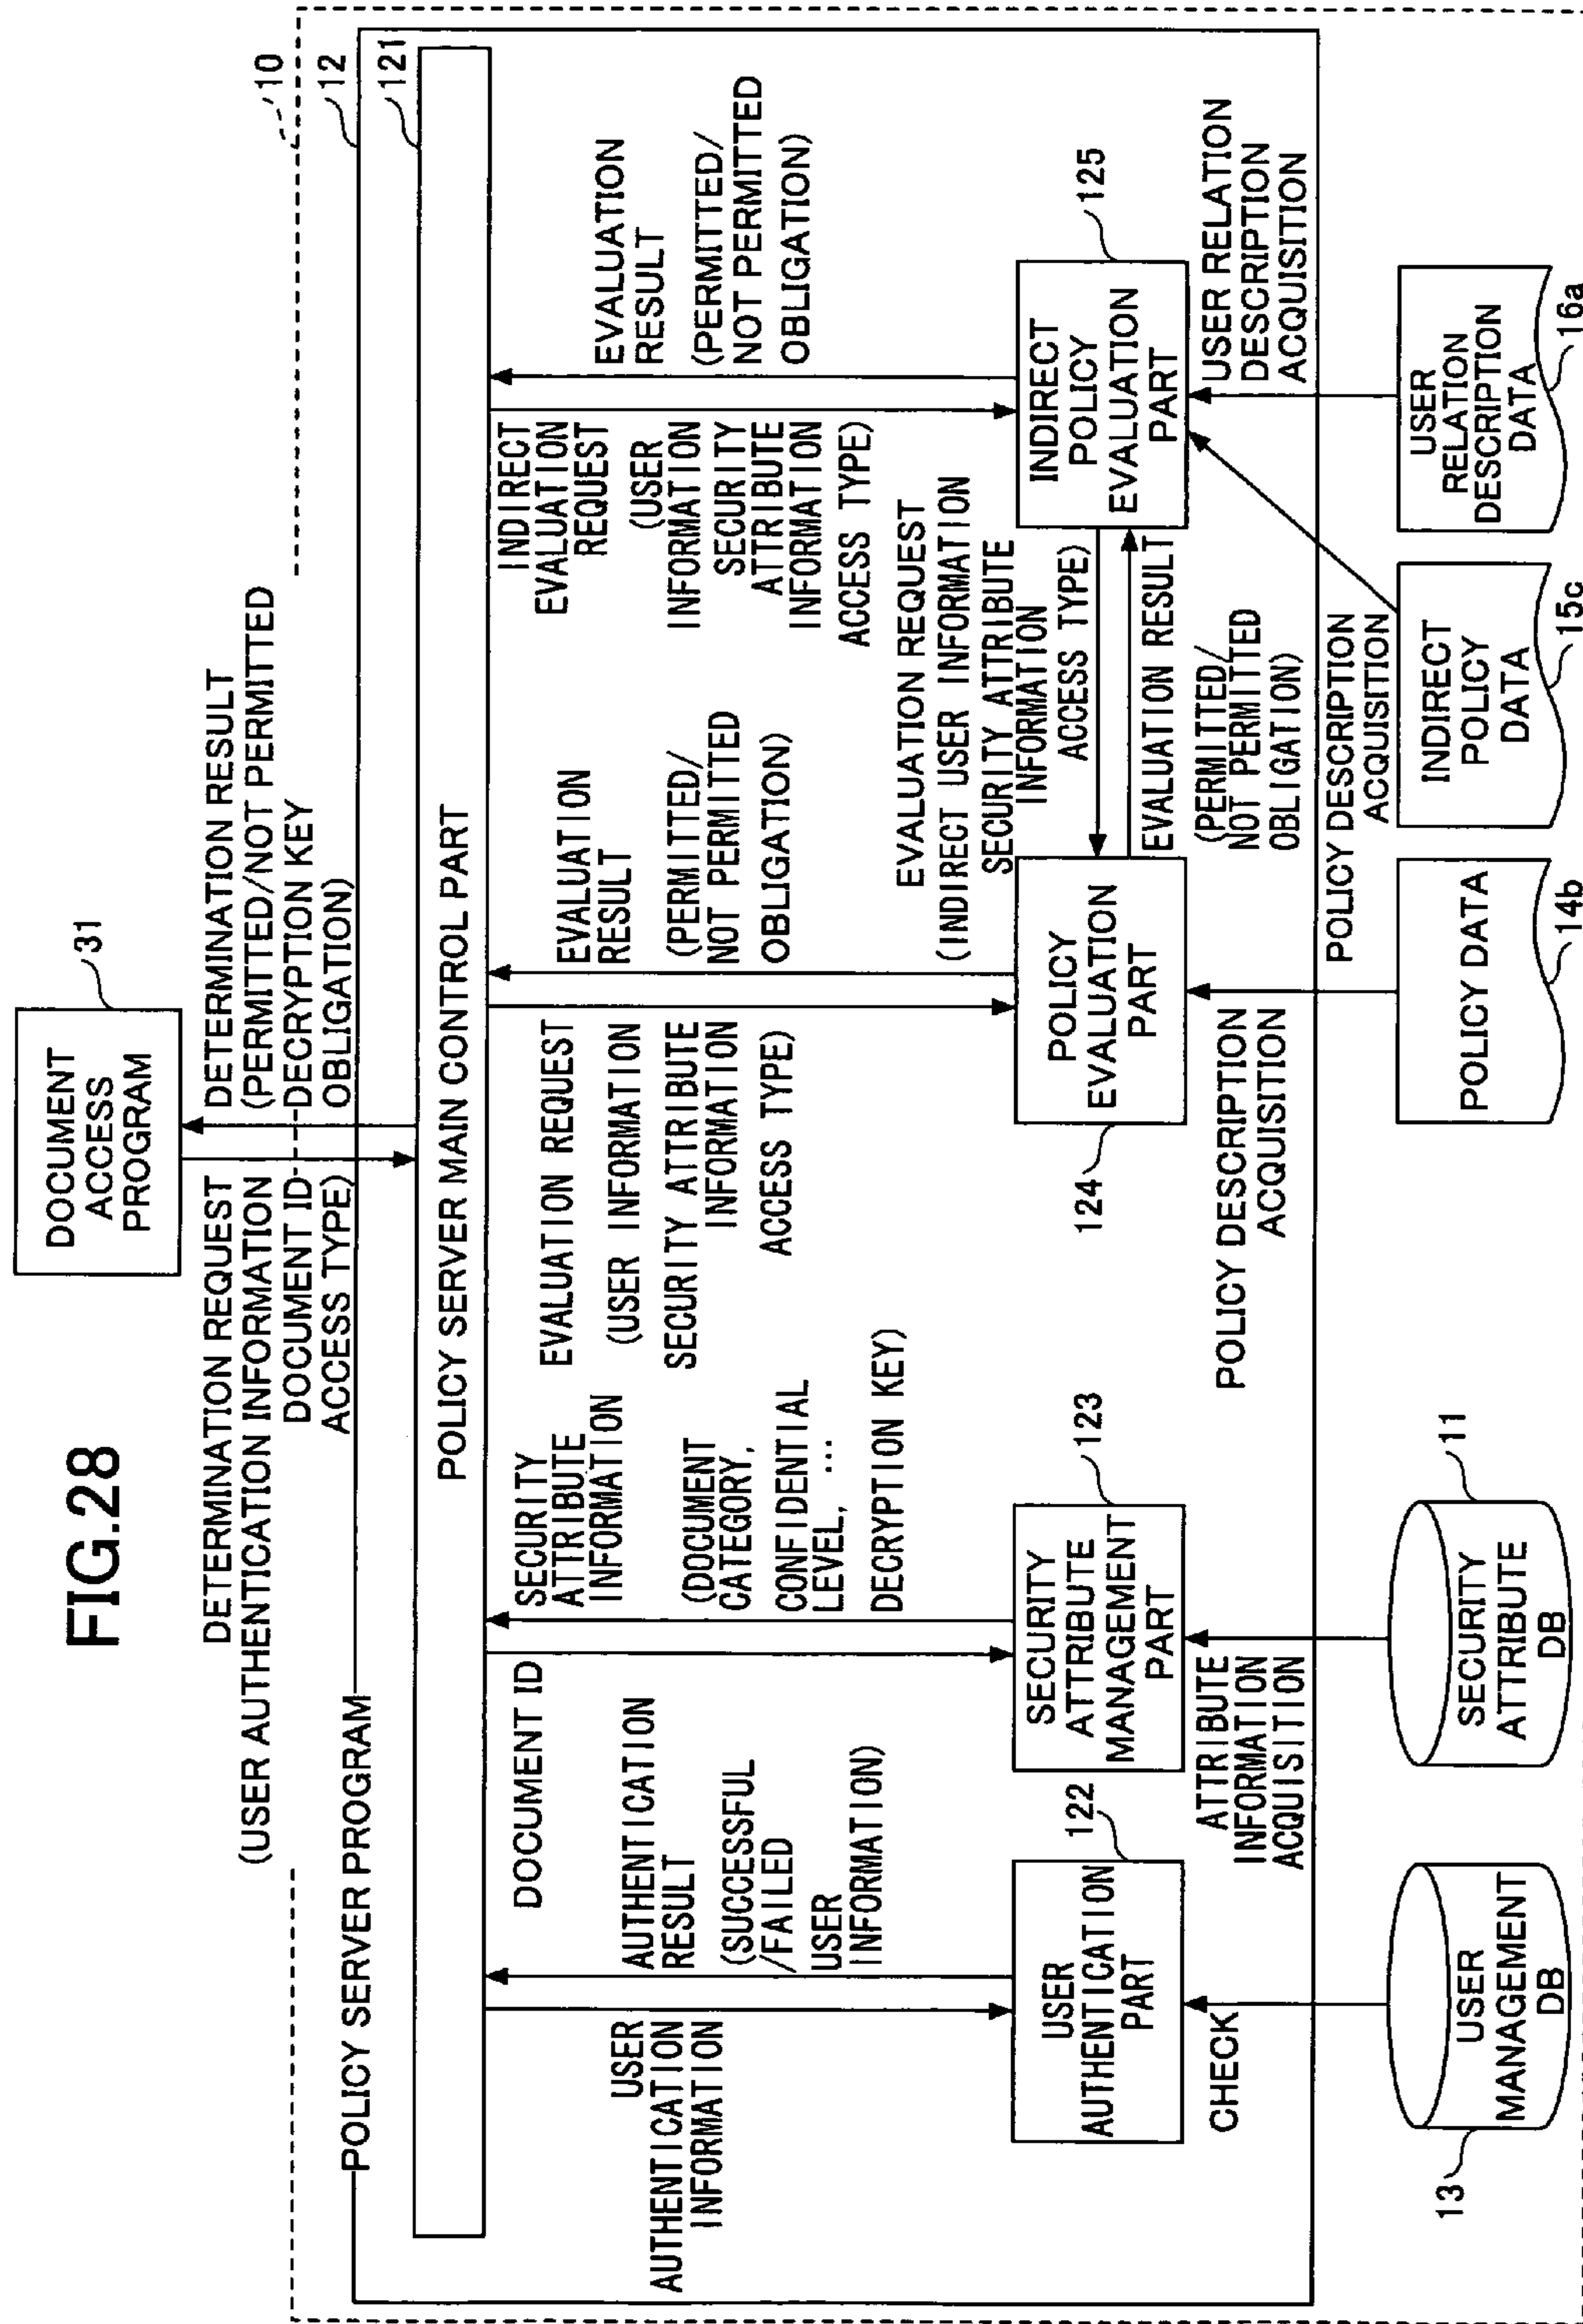 FIG.28
DOCUMENT
ACCESS
PROGRAM
31
DETERMINATION REQUEST
(USER AUTHENTICATION INFORMATION
DOCUMENT ID
ACCESS TYPE)
DETERMINATION RESULT
(PERMITTED/NOT PERMITTED
DECRYPTION KEY
OBLIGATION)
10
12
121
POLICY SERVER PROGRAM
POLICY SERVER MAIN CONTROL PART
USER
AUTHENTICATION
INFORMATION
AUTHENTICATION
RESULT
(SUCCESSFUL
/FAILED
USER
INFORMATION)
DOCUMENT ID
SECURITY
ATTRIBUTE
INFORMATION
(DOCUMENT
CATEGORY,
CONFIDENTIAL
LEVEL, ...
DECRYPTION KEY)
EVALUATION REQUEST
(USER INFORMATION
SECURITY ATTRIBUTE
INFORMATION
ACCESS TYPE)
EVALUATION
RESULT
(PERMITTED/
NOT PERMITTED
OBLIGATION)
INDIRECT
EVALUATION
REQUEST
(USER
INFORMATION
SECURITY
ATTRIBUTE
INFORMATION
ACCESS TYPE)
EVALUATION
RESULT
(PERMITTED/
NOT PERMITTED
OBLIGATION)
EVALUATION REQUEST
(INDIRECT USER INFORMATION
SECURITY ATTRIBUTE
INFORMATION
ACCESS TYPE)
EVALUATION RESULT
(PERMITTED/
NOT PERMITTED
OBLIGATION)
USER
AUTHENTICATION
PART
122
SECURITY
ATTRIBUTE
MANAGEMENT
PART
123
POLICY
EVALUATION
PART
124
INDIRECT
POLICY
EVALUATION
PART
125
CHECK
ATTRIBUTE
INFORMATION
ACQUISITION
POLICY DESCRIPTION
ACQUISITION
POLICY DESCRIPTION
ACQUISITION
USER RELATION
DESCRIPTION
ACQUISITION
USER
MANAGEMENT
DB
13
SECURITY
ATTRIBUTE
DB
11
POLICY DATA
14b
INDIRECT
POLICY
DATA
15c
USER
RELATION
DESCRIPTION
DATA
16a